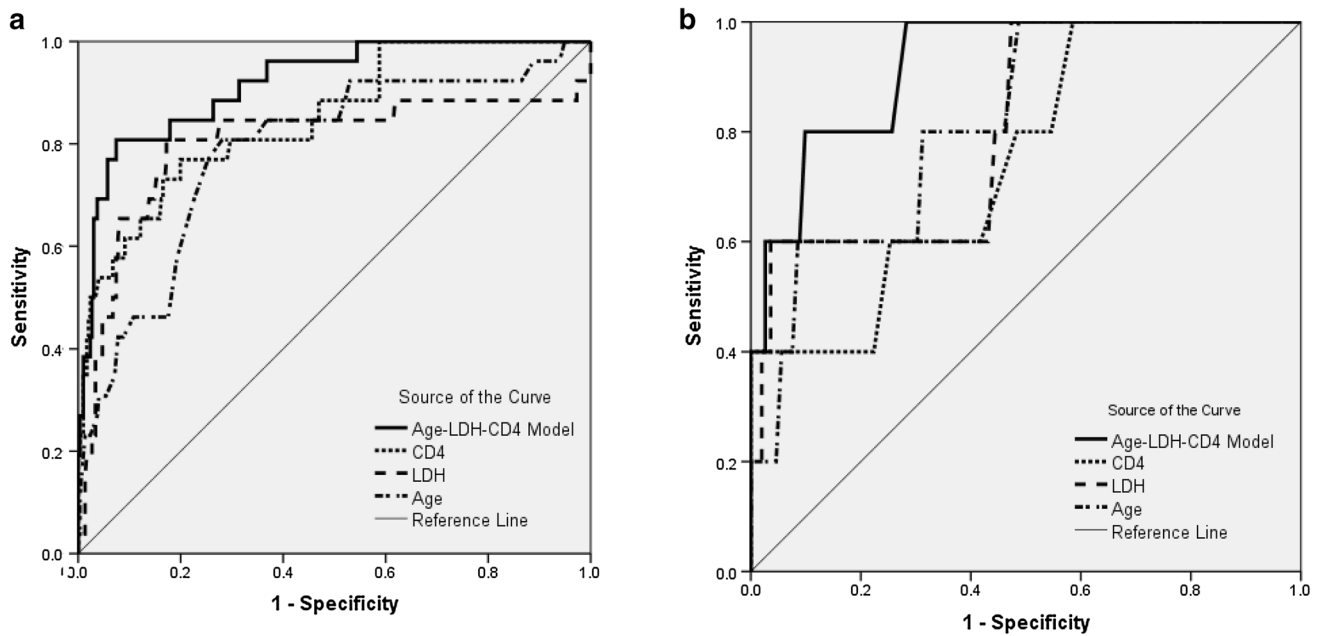 a
1.0
0.8
0.6
0.4
0.2
0.0
Sensitivity
Source of the Curve
Age-LDH-CD4 Model
CD4
LDH
Age
Reference Line
0.2
0.4
0.6
0.8
1.0
1 - Specificity
b
1.0
0.8
0.6
0.4
0.2
0.0
Sensitivity
Source of the Curve
Age-LDH-CD4 Model
CD4
LDH
Age
Reference Line
0.0
0.2
0.4
0.6
0.8
1.0
1 - Specificity